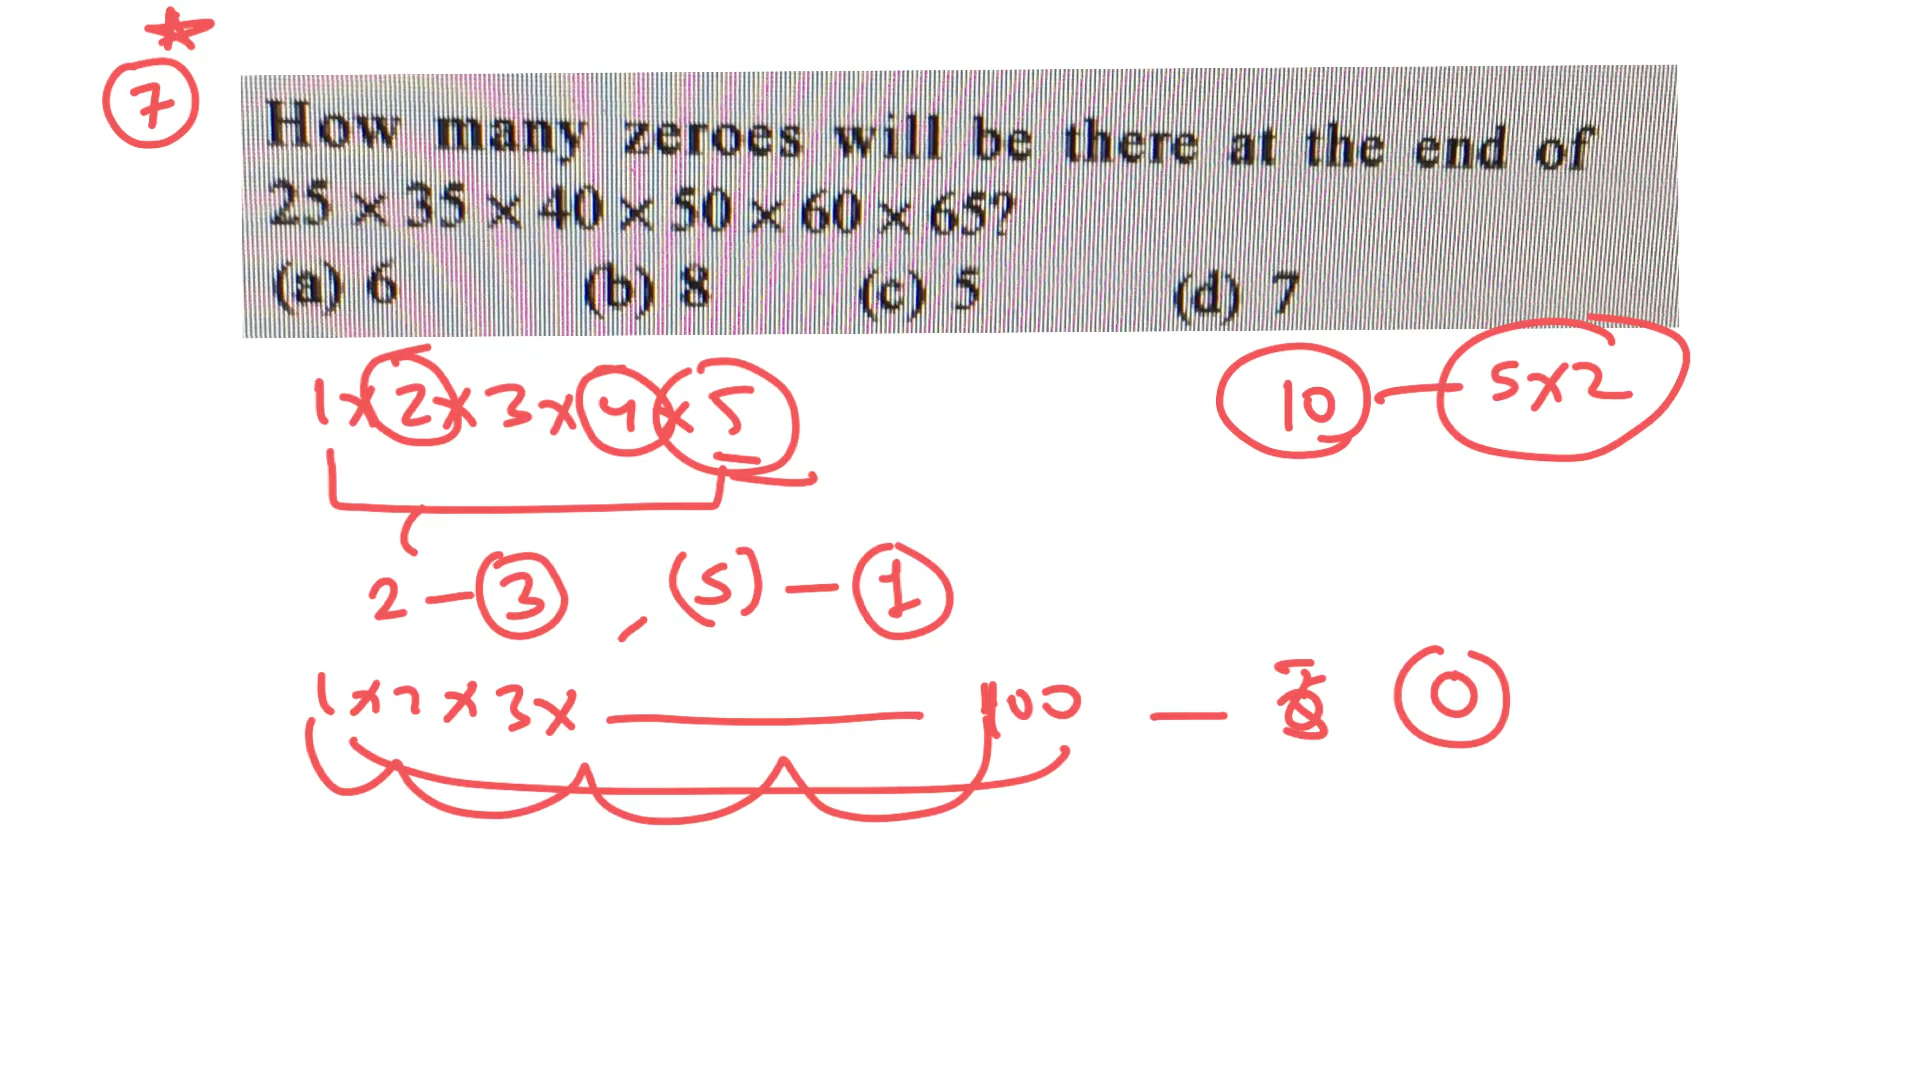 7
How many zeroes will be there at the end of
25 × 35 × 40 × 50 × 60 × 65?
(a) 6 (b) 8 (c) 5 (d) 7
1 x 2 x 3 x 4 x 5
10 — 5 x 2
2 — 3 , (5) — 1
1 x 2 x 3 x — 100 — 0